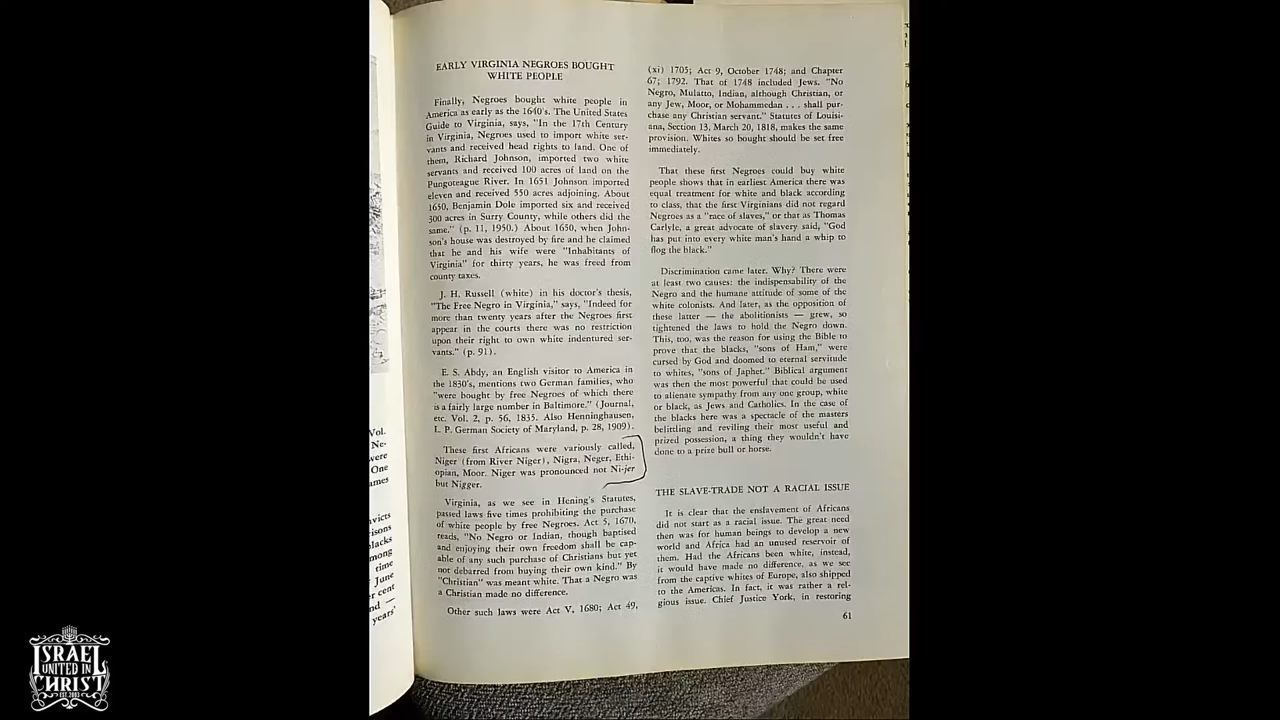 EARLY VIRGINIA NEGROES BOUGHT
WHITE PEOPLE
Finally, Negroes bought white people in
America as early as the 1640's. The United States
Guide to Virginia, says, "In the 17th Century
in Virginia, Negroes used to import white ser-
vants and received head rights to land. One of
them, Richard Johnson, imported two white
servants and received 100 acres of land on the
Pungoteague River. In 1651 Johnson imported
eleven and received 550 acres adjoining. About
1650, Benjamin Dole imported six and received
300 acres in Surry County, while others did the
same." (p. 11, 1950.) About 1650, when John-
son's house was destroyed by fire and he claimed
that he and his wife were "Inhabitants of
Virginia" for thirty years, he was freed from
county taxes.
J. H. Russell (white) in his doctor's thesis,
"The Free Negro in Virginia," says, "Indeed for
more than twenty years after the Negroes first
appear in the courts there was no restriction
upon their right to own white indentured ser-
vants." (p. 91).
E. S. Abdy, an English visitor to America in
the 1830's, mentions two German families, who
"were bought by free Negroes of which there
is a fairly large number in Baltimore." (Journal,
etc. Vol. 2, p. 56, 1835. Also Henninghausen,
L. P. German Society of Maryland, p. 28, 1909).
These first Africans were variously called,
Niger (from River Niger), Nigra, Neger, Ethi-
opian, Moor. Niger was pronounced not Ni-jer
but Nigger.
Virginia, as we see in Hening's Statutes,
passed laws five times prohibiting the purchase
of white people by free Negroes. Act 5, 1670,
reads, "No Negro or Indian, though baptised
and enjoying their own freedom shall be cap-
able of any such purchase of Christians but yet
not debarred from buying their own kind." By
"Christian" was meant white. That a Negro was
a Christian made no difference.
Other such laws were Act V, 1680; Act 49,
(xi) 1705; Act 9, October 1748; and Chapter
67; 1792. That of 1748 included Jews. "No
Negro, Mulatto, Indian, although Christian, or
any Jew, Moor, or Mohammedan . . . shall pur-
chase any Christian servant." Statutes of Louisi-
ana, Section 13, March 20, 1818, makes the same
provision. Whites so bought should be set free
immediately.
That these first Negroes could buy white
people shows that in earliest America there was
equal treatment for white and black according
to class, that the first Virginians did not regard
Negroes as a "race of slaves," or that as Thomas
Carlyle, a great advocate of slavery said, "God
has put into every white man's hand a whip to
flog the black."
Discrimination came later. Why? There were
at least two causes: the indispensability of the
Negro and the humane attitude of some of the
white colonists. And later, as the opposition of
these latter — the abolitionists — grew, so
tightened the laws to hold the Negro down.
This, too, was the reason for using the Bible to
prove that the blacks, "sons of Ham," were
cursed by God and doomed to eternal servitude
to whites, "sons of Japhet." Biblical argument
was then the most powerful that could be used
to alienate sympathy from any one group, white
or black, as Jews and Catholics. In the case of
the blacks here was a spectacle of the masters
belittling and reviling their most useful and
prized possession, a thing they wouldn't have
done to a prize bull or horse.
THE SLAVE-TRADE NOT A RACIAL ISSUE
It is clear that the enslavement of Africans
did not start as a racial issue. The great need
then was for human beings to develop a new
world and Africa had an unused reservoir of
them. Had the Africans been white, instead,
it would have made no difference, as we see
from the captive whites of Europe, also shipped
to the Americas. In fact, it was rather a rel-
gious issue. Chief Justice York, in restoring
61
Vol.
Ne-
were
One
ames
nvicts
isons
blacks
mong
time
June
r cent
nd —
years'
ISRAEL
UNITED IN
CHRIST
EST. 2003